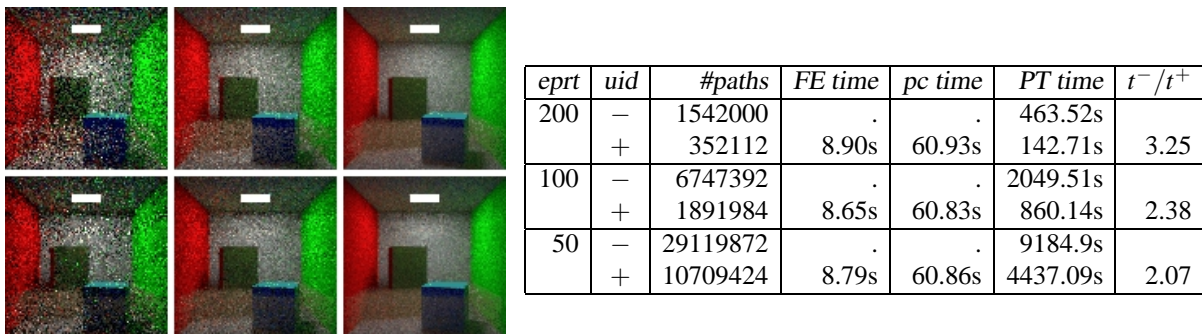 eprt uid #paths FE time pc time PT time t⁻/t⁺
200 − 1542000 . . 463.52s
+ 352112 8.90s 60.93s 142.71s 3.25
100 − 6747392 . . 2049.51s
+ 1891984 8.65s 60.83s 860.14s 2.38
50 − 29119872 . . 9184.9s
+ 10709424 8.79s 60.86s 4437.09s 2.07